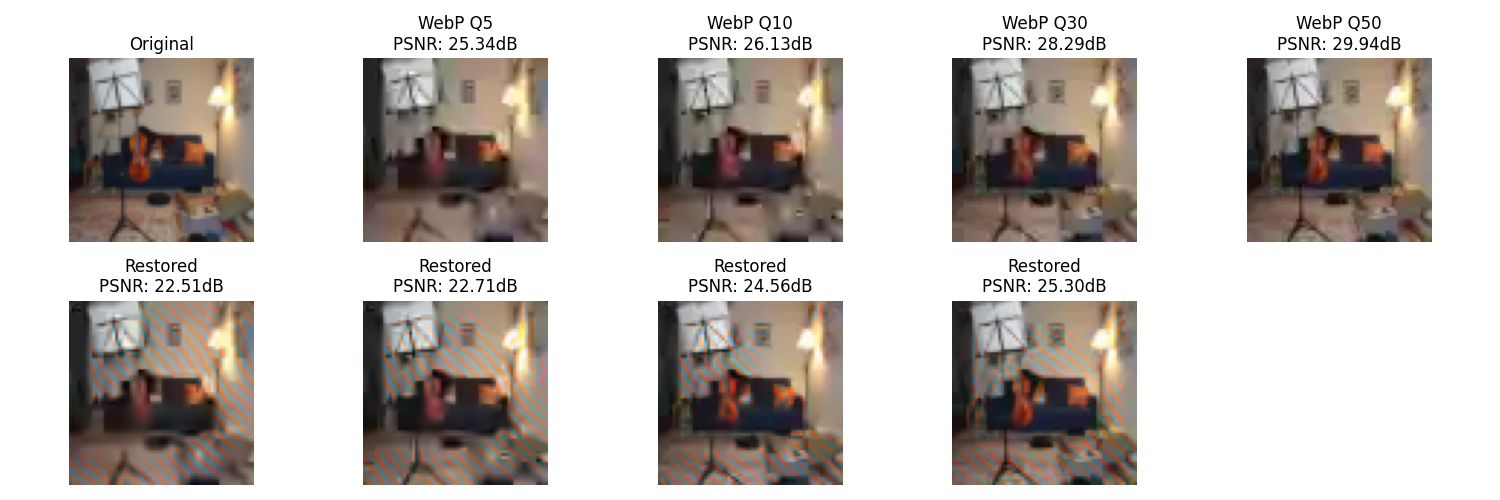 Original
WebP Q5
PSNR: 25.34dB
WebP Q10
PSNR: 26.13dB
WebP Q30
PSNR: 28.29dB
WebP Q50
PSNR: 29.94dB
Restored
PSNR: 22.51dB
Restored
PSNR: 22.71dB
Restored
PSNR: 24.56dB
Restored
PSNR: 25.30dB